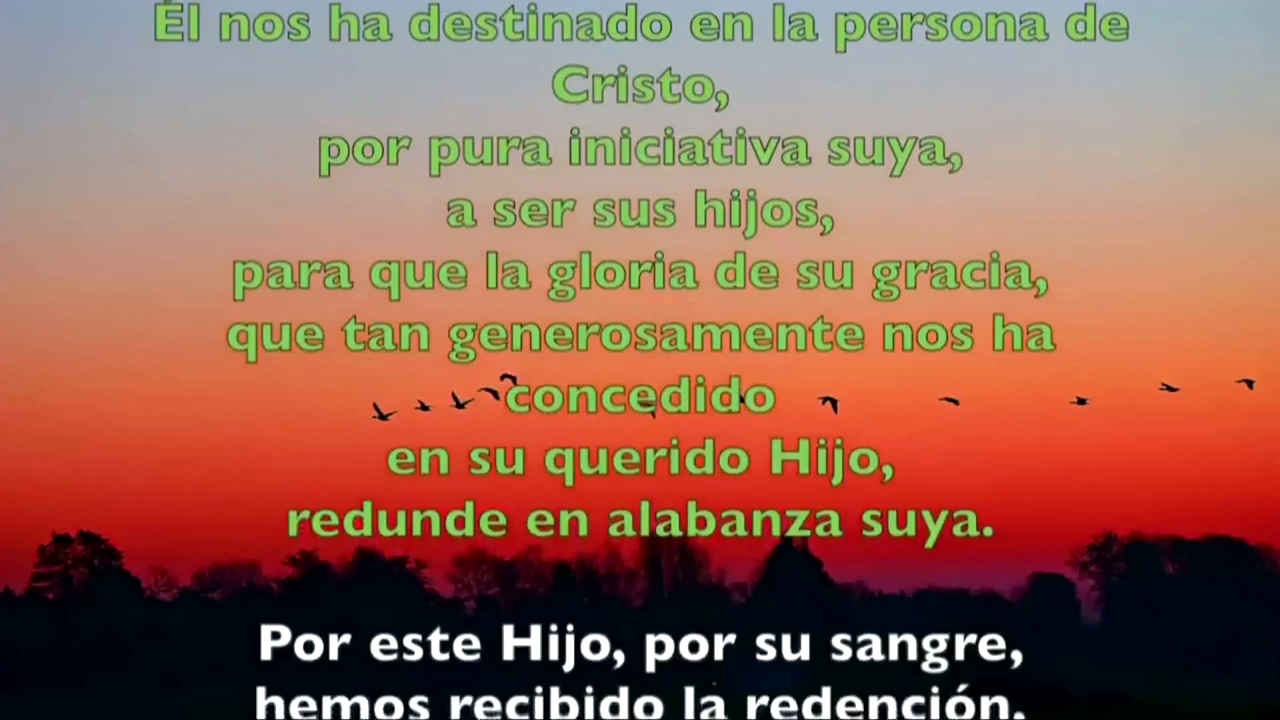 Él nos ha destinado en la persona de
Cristo,
por pura iniciativa suya,
a ser sus hijos,
para que la gloria de su gracia,
que tan generosamente nos ha
concedido
en su querido Hijo,
redunde en alabanza suya.
Por este Hijo, por su sangre,
hemos recibido la redención,